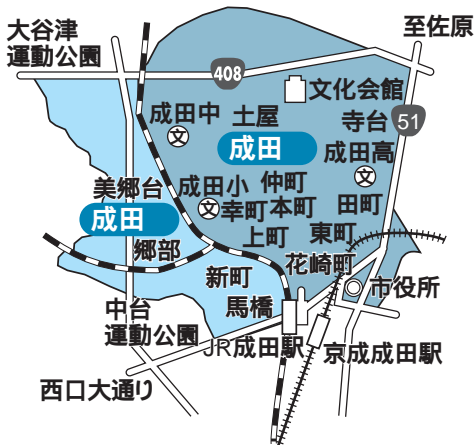 大谷津
運動公園
至佐原
408
文化会館
成田中
土屋
寺台
51
文
成田
成田高
文
美郷台
成田小
仲町
成田
文
幸町
本町
田町
郷部
上町
東町
新町
花崎町
中台
運動公園
馬橋
市役所
JR成田駅
京成成田駅
西口大通り